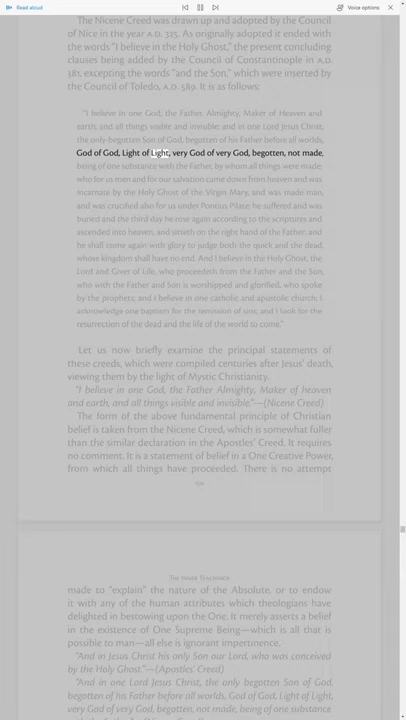 Read aloud
Voice options
The Nicene Creed was drawn up and adopted by the Council
of Nice in the year A.D. 325. As originally adopted it ended with
the words "I believe in the Holy Ghost," the present concluding
clauses being added by the Council of Constantinople in A.D.
381, excepting the words "and the Son," which were inserted by
the Council of Toledo, A.D. 589. It is as follows:
"I believe in one God, the Father Almighty, Maker of Heaven and
earth, and all things visible and invisible; and in one Lord Jesus Christ,
the only-begotten Son of God, begotten of his Father before all worlds,
God of God, Light of Light, very God of very God, begotten, not made,
being of one substance with the Father, by whom all things were made;
who for us men and for our salvation came down from heaven and was
incarnate by the Holy Ghost of the Virgin Mary, and was made man,
and was crucified also for us under Pontius Pilate; he suffered and was
buried and the third day he rose again according to the scriptures and
ascended into heaven, and sitteth on the right hand of the Father; and
he shall come again with glory to judge both the quick and the dead,
whose kingdom shall have no end. And I believe in the Holy Ghost, the
Lord and Giver of Life, who proceedeth from the Father and the Son,
who with the Father and Son is worshipped and glorified, who spoke
by the prophets; and I believe in one catholic and apostolic church; I
acknowledge one baptism for the remission of sins; and I look for the
resurrection of the dead and the life of the world to come."
Let us now briefly examine the principal statements of
these creeds, which were compiled centuries after Jesus' death,
viewing them by the light of Mystic Christianity.
"I believe in one God, the Father Almighty, Maker of heaven
and earth, and all things visible and invisible."—(Nicene Creed)
The form of the above fundamental principle of Christian
belief is taken from the Nicene Creed, which is somewhat fuller
than the similar declaration in the Apostles' Creed. It requires
no comment. It is a statement of belief in a One Creative Power,
from which all things have proceeded. There is no attempt
The Inner Teachings
made to "explain" the nature of the Absolute, or to endow
it with any of the human attributes which theologians have
delighted in bestowing upon the One. It merely asserts a belief
in the existence of One Supreme Being—which is all that is
possible to man—all else is ignorant impertinence.
"And in Jesus Christ his only Son our Lord, who was conceived
by the Holy Ghost."—(Apostles' Creed)
"And in one Lord Jesus Christ, the only begotten Son of God,
begotten of his Father before all worlds, God of God, Light of Light,
very God of very God, begotten, not made, being of one substance